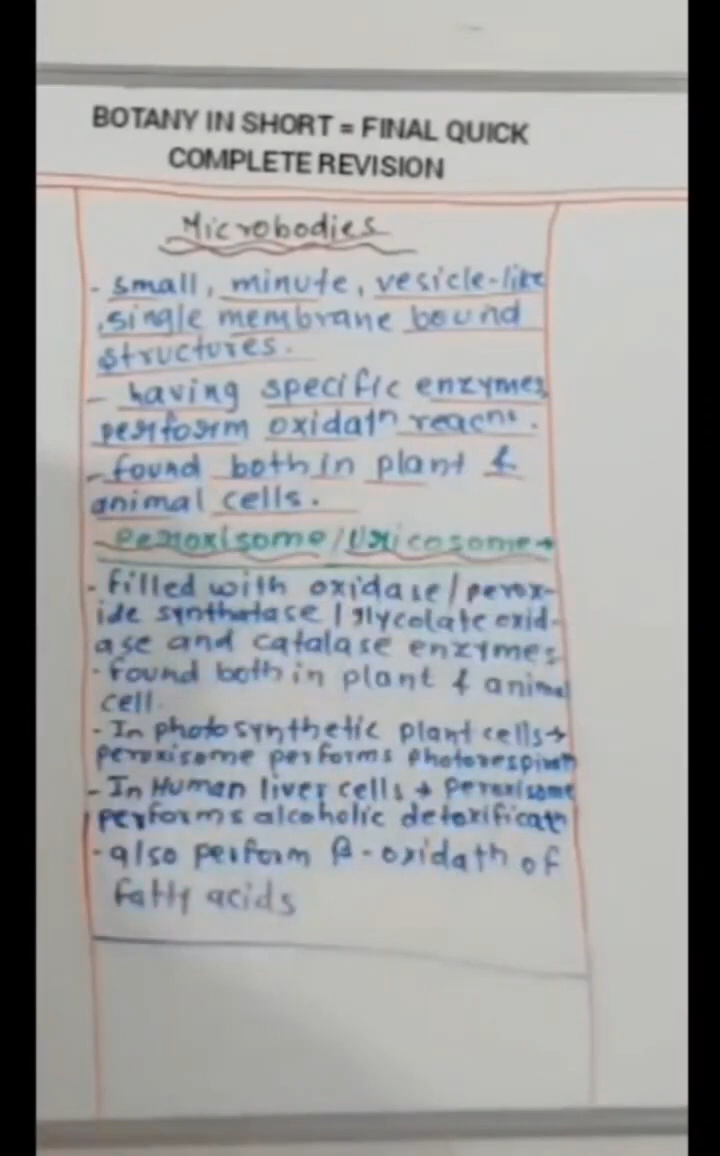 BOTANY IN SHORT = FINAL QUICK
COMPLETE REVISION
Microbodies
- small, minute, vesicle-like
, single membrane bound
structures.
- having specific enzymes
perform oxidatn reacns.
- found both in plant &
animal cells.
Peroxisome/Uricosome→
- filled with oxidase/perox-
ide synthatase / glycolate oxid-
ase and catalase enzymes
- found both in plant & animal
cell.
- In photosynthetic plant cells→
peroxisome performs photorespiratn
- In Human liver cells → peroxisome
performs alcoholic detoxificatn
- also perform β-oxidatn of
fatty acids